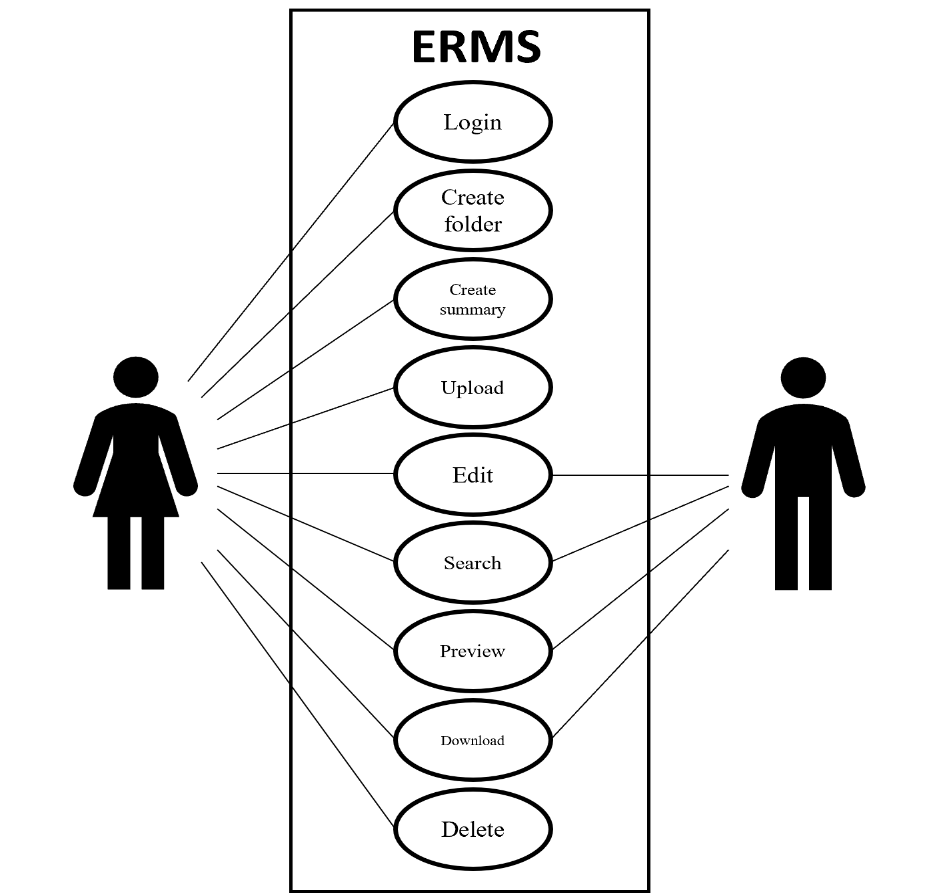 ERMS
Login
Create
folder
Create
summary
Upload
Edit
Search
Preview
Download
Delete